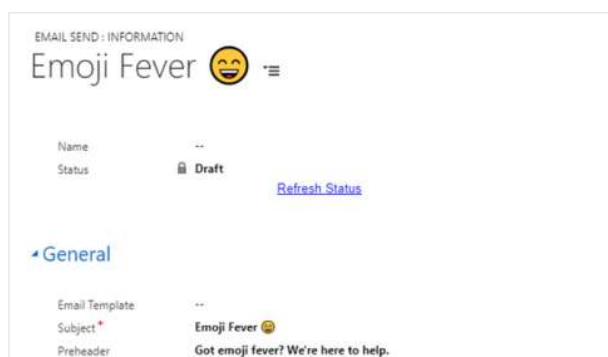 EMAIL SEND : INFORMATION
Emoji Fever 😄
Name --
Status Draft
Refresh Status
General
Email Template --
Subject * Emoji Fever 😄
Preheader Got emoji fever? We're here to help.